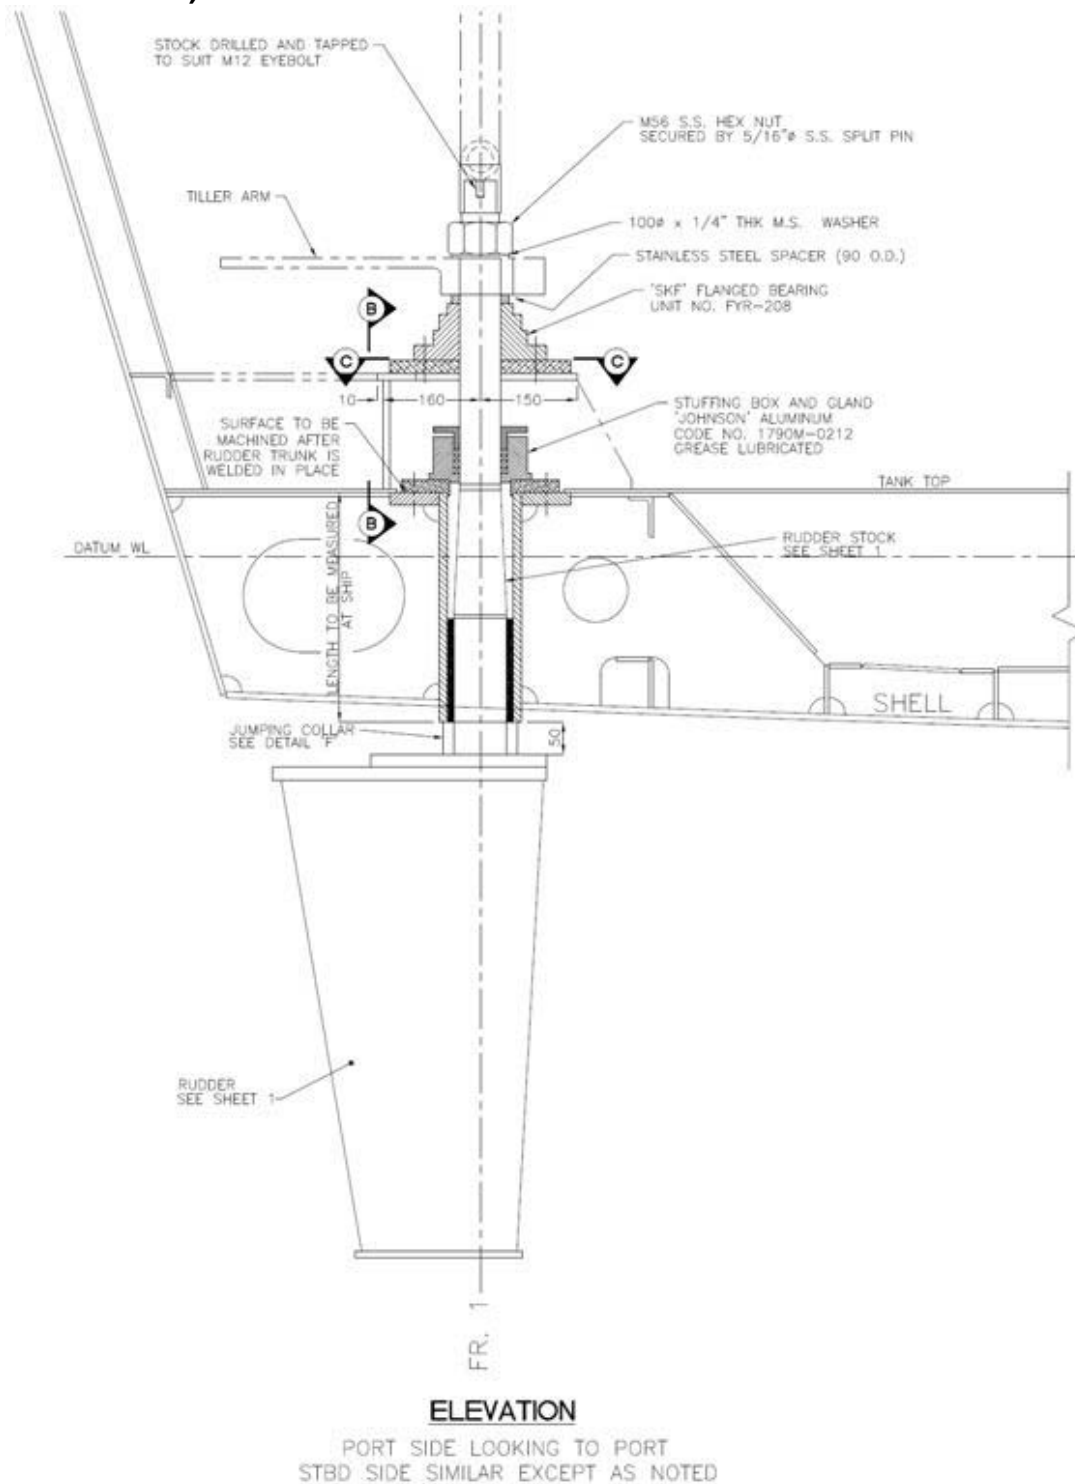 STOCK DRILLED AND TAPPED
TO SUIT M12 EYEBOLT
M56 S.S. HEX NUT
SECURED BY 5/16"ø S.S. SPLIT PIN
TILLER ARM
100ø x 1/4" THK M.S. WASHER
STAINLESS STEEL SPACER (90 O.D.)
'SKF' FLANGED BEARING
UNIT NO. FYR-208
B
C
C
10
160
150
STUFFING BOX AND GLAND
'JOHNSON' ALUMINUM
CODE NO. 1790M-0212
GREASE LUBRICATED
SURFACE TO BE
MACHINED AFTER
RUDDER TRUNK IS
WELDED IN PLACE
TANK TOP
B
DATUM WL
RUDDER STOCK
SEE SHEET 1
LENGTH TO BE MEASURED
AT SHIP
SHELL
JUMPING COLLAR
SEE DETAIL 'F'
50
RUDDER
SEE SHEET 1
FR. 1
ELEVATION
PORT SIDE LOOKING TO PORT
STBD SIDE SIMILAR EXCEPT AS NOTED